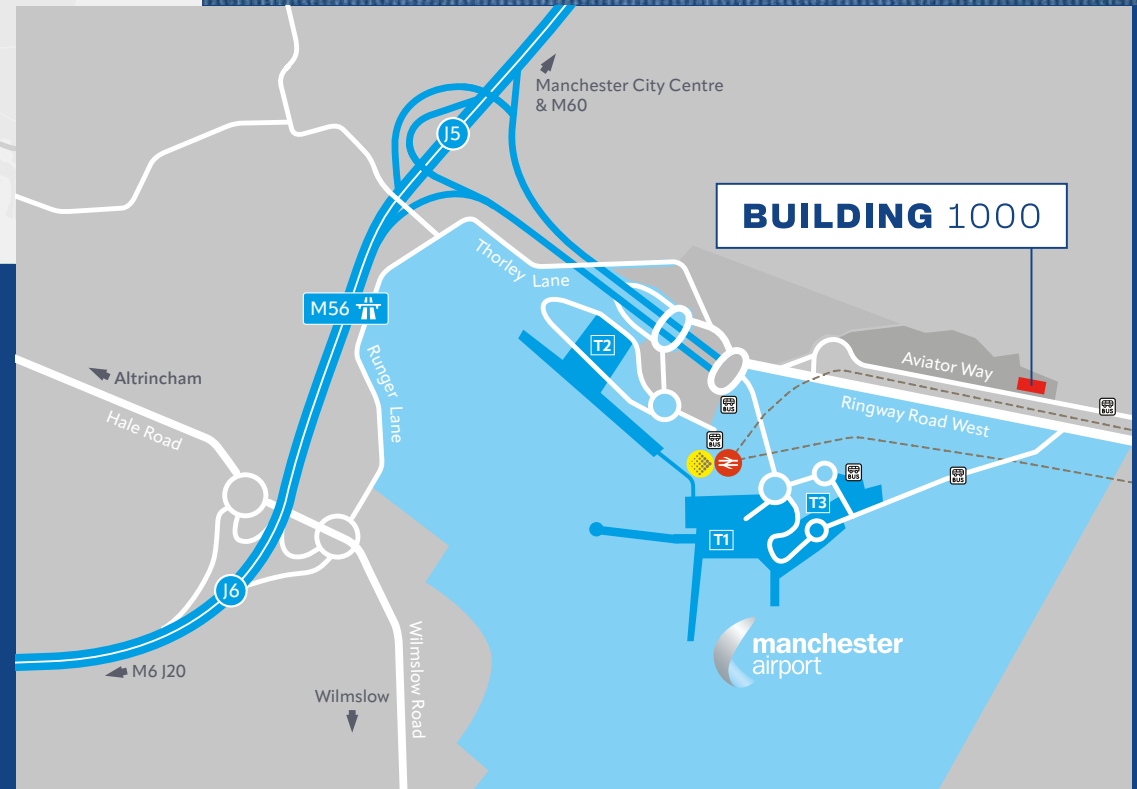 Manchester City Centre
& M60
J5
BUILDING 1000
Thorley Lane
M56
T2
Runger Lane
Aviator Way
Altrincham
Hale Road
Ringway Road West
BUS
BUS
BUS
BUS
BUS
T3
T1
J6
manchester
airport
Wilmslow Road
M6 J20
Wilmslow